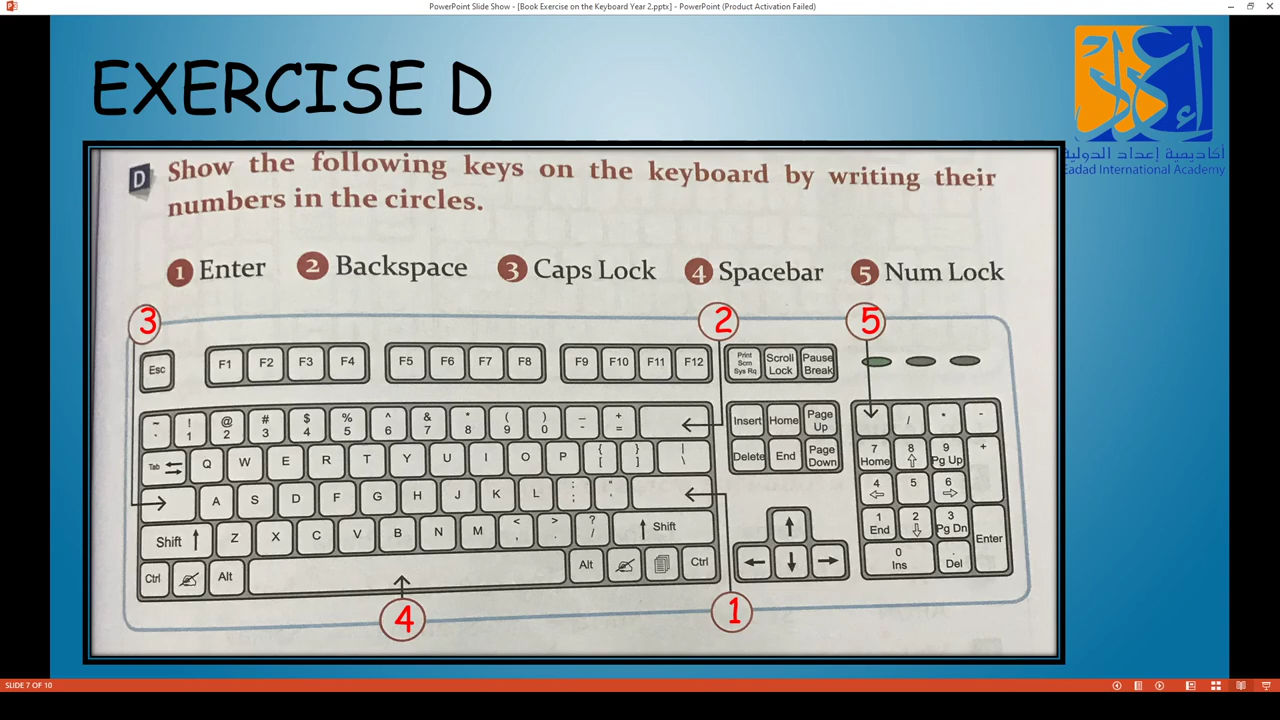 PowerPoint Slide Show - [Book Exercise on the Keyboard Year 2.pptx] - PowerPoint (Product Activation Failed)
EXERCISE D
أكاديمية إعداد الدولية
Eadad International Academy
D Show the following keys on the keyboard by writing their
numbers in the circles.
1 Enter 2 Backspace 3 Caps Lock 4 Spacebar 5 Num Lock
3 2 5
Esc F1 F2 F3 F4 F5 F6 F7 F8 F9 F10 F11 F12 Print Scrn Sys Rq Scroll Lock Pause Break
~ ` ! 1 @ 2 # 3 $ 4 % 5 ^ 6 & 7 * 8 ( 9 ) 0 _ - + = Insert Home Page Up / * -
Tab Q W E R T Y U I O P { [ } ] | \ Delete End Page Down 7 Home 8 9 Pg Up +
A S D F G H J K L : ; " ' 4 5 6
Shift Z X C V B N M < , > . ? / Shift 1 End 2 3 Pg Dn Enter
Ctrl Alt Alt Ctrl 0 Ins . Del
4 1
SLIDE 7 OF 10